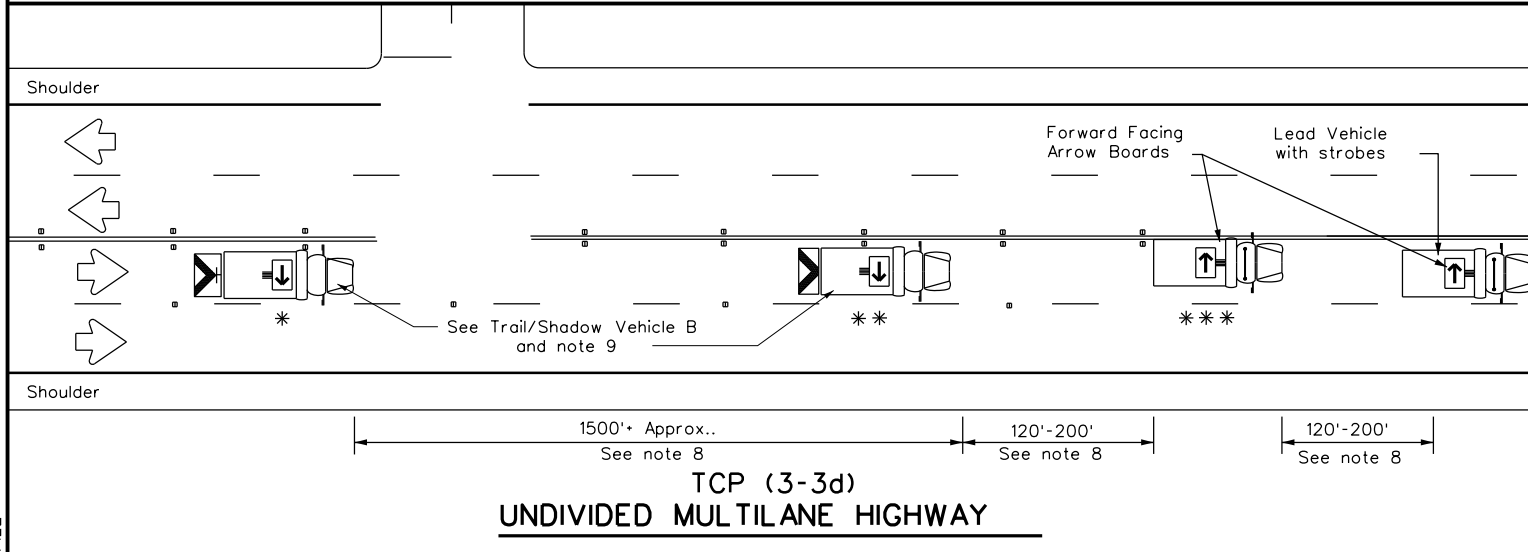 Shoulder
Forward Facing
Arrow Boards
Lead Vehicle
with strobes
*
**
***
See Trail/Shadow Vehicle B
and note 9
Shoulder
1500'+ Approx..
See note 8
120'-200'
See note 8
120'-200'
See note 8
TCP (3-3d)
UNDIVIDED MULTILANE HIGHWAY